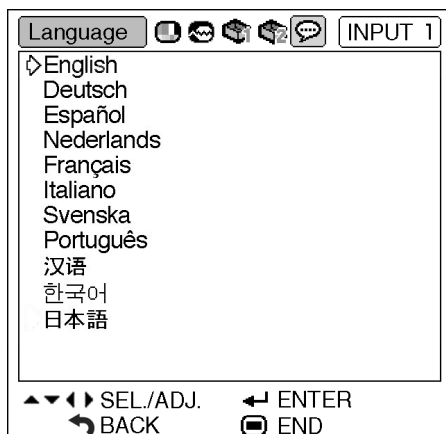 Language INPUT 1
English
Deutsch
Español
Nederlands
Français
Italiano
Svenska
Português
汉语
한국어
日本語
SEL./ADJ. ENTER
BACK END